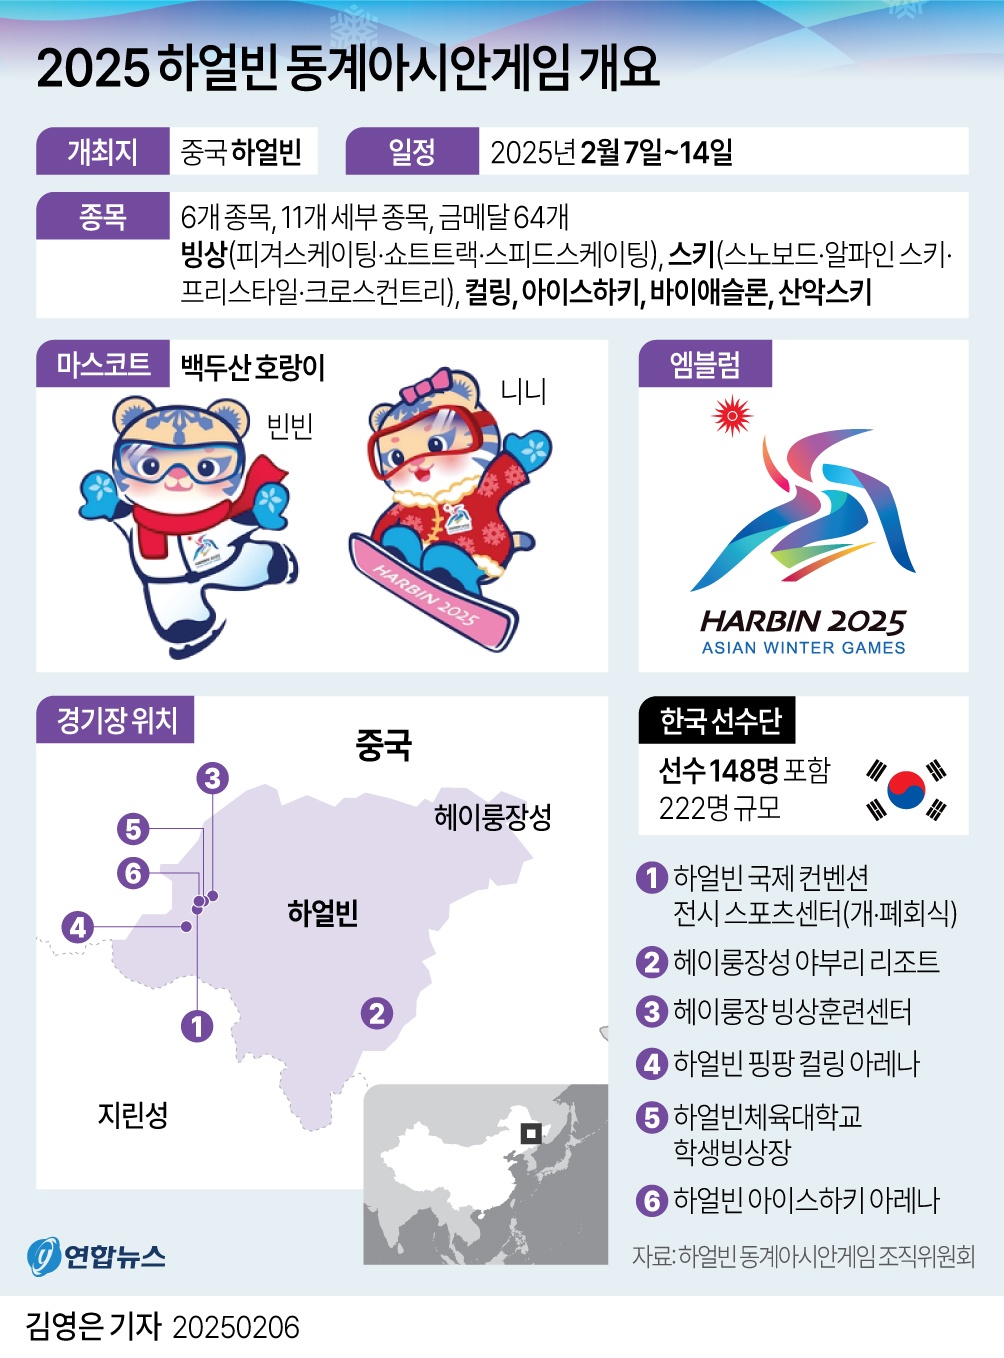 2025 하얼빈 동계아시안게임 개요
개최지 중국 하얼빈
일정 2025년 2월 7일~14일
종목 6개 종목, 11개 세부 종목, 금메달 64개
빙상(피겨스케이팅·쇼트트랙·스피드스케이팅), 스키(스노보드·알파인 스키·
프리스타일·크로스컨트리), 컬링, 아이스하키, 바이애슬론, 산악스키
마스코트 백두산 호랑이
빈빈
니니
HARBIN 2025
엠블럼
HARBIN 2025
ASIAN WINTER GAMES
경기장 위치
중국
헤이룽장성
하얼빈
지린성
3
5
6
4
1
2
한국 선수단
선수 148명 포함
222명 규모
1 하얼빈 국제 컨벤션
전시 스포츠센터(개·폐회식)
2 헤이룽장성 야부리 리조트
3 헤이룽장 빙상훈련센터
4 하얼빈 핑팡 컬링 아레나
5 하얼빈체육대학교
학생빙상장
6 하얼빈 아이스하키 아레나
연합뉴스
자료: 하얼빈 동계아시안게임 조직위원회
김영은 기자 20250206